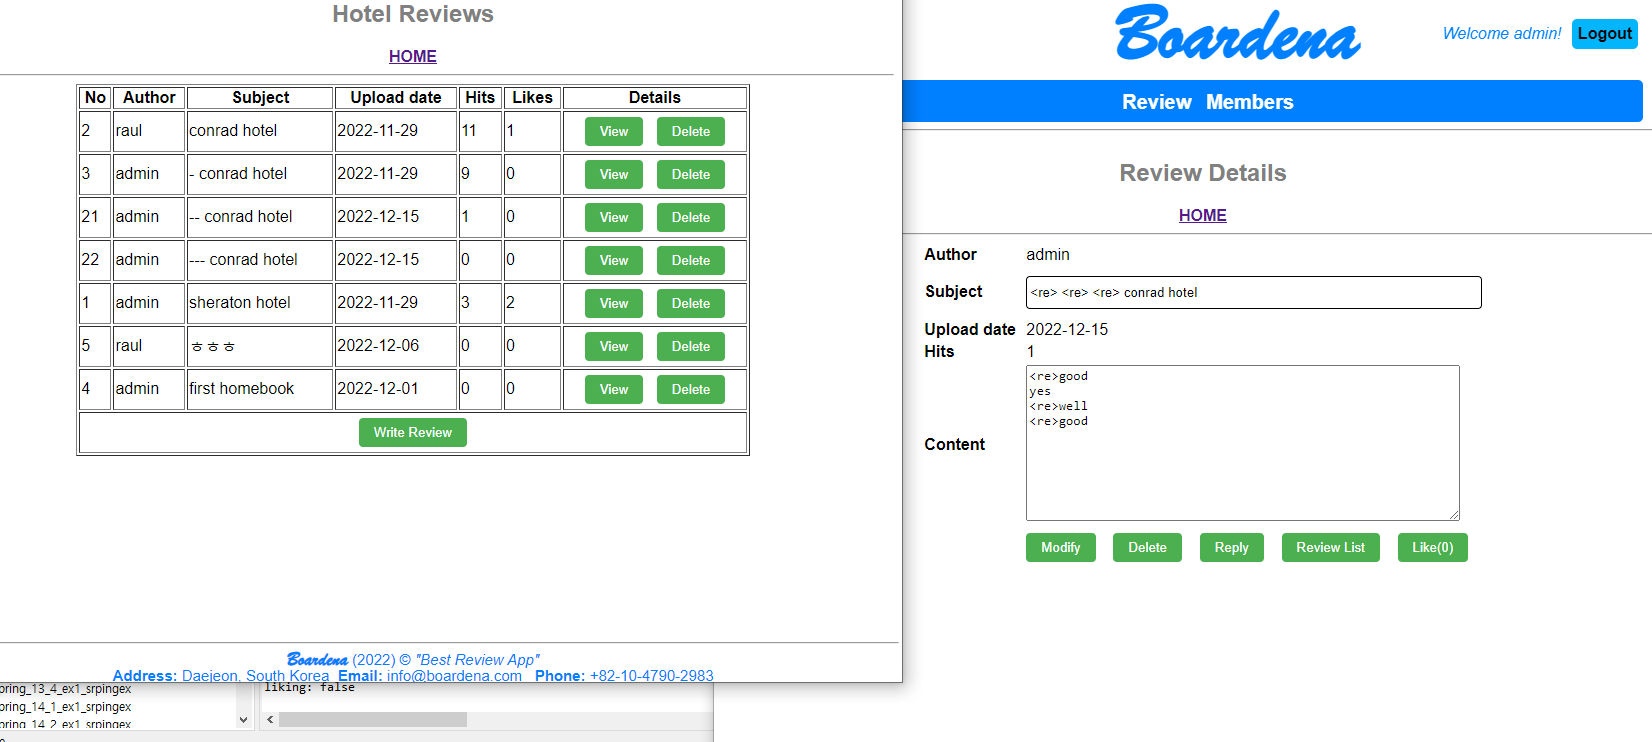 Hotel Reviews
HOME
No Author Subject Upload date Hits Likes Details
2 raul conrad hotel 2022-11-29 11 1 View Delete
3 admin - conrad hotel 2022-11-29 9 0 View Delete
21 admin -- conrad hotel 2022-12-15 1 0 View Delete
22 admin --- conrad hotel 2022-12-15 0 0 View Delete
1 admin sheraton hotel 2022-11-29 3 2 View Delete
5 raul ㅎㅎㅎ 2022-12-06 0 0 View Delete
4 admin first homebook 2022-12-01 0 0 View Delete
Write Review
Boardena (2022) © "Best Review App"
Address: Daejeon, South Korea Email: info@boardena.com Phone: +82-10-4790-2983
pring_13_4_ex1_srpingex
pring_14_1_ex1_srpingex
pring_14_2_ex1_srpingex
liking: false
Boardena
Welcome admin! Logout
Review Members
Review Details
HOME
Author admin
Subject <re> <re> <re> conrad hotel
Upload date 2022-12-15
Hits 1
Content
<re>good
yes
<re>well
<re>good
Modify Delete Reply Review List Like(0)